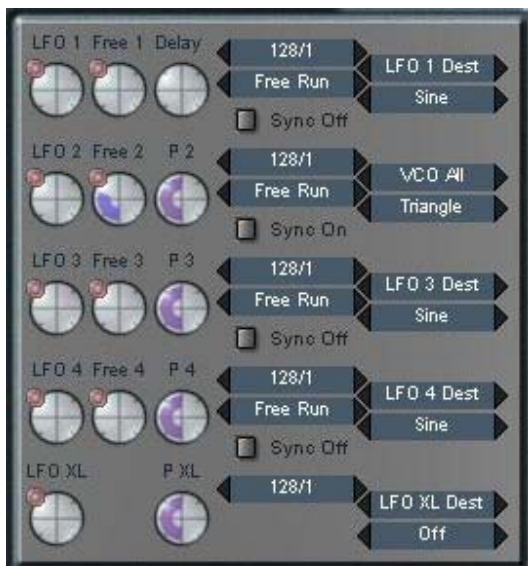 LFO 1 Free 1 Delay
128/1
Free Run
Sync Off
LFO 1 Dest
Sine
LFO 2 Free 2 P 2
128/1
Free Run
Sync On
VCO All
Triangle
LFO 3 Free 3 P 3
128/1
Free Run
Sync Off
LFO 3 Dest
Sine
LFO 4 Free 4 P 4
128/1
Free Run
Sync Off
LFO 4 Dest
Sine
LFO XL P XL
128/1
LFO XL Dest
Off